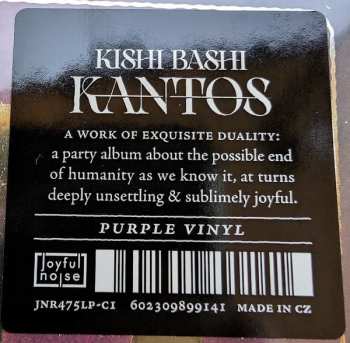 KISHI BASHI
KANTOS
A WORK OF EXQUISITE DUALITY:
a party album about the possible end
of humanity as we know it, at turns
deeply unsettling & sublimely joyful.
PURPLE VINYL
joyful
noise
JNR475LP-C1 602309899141 MADE IN CZ